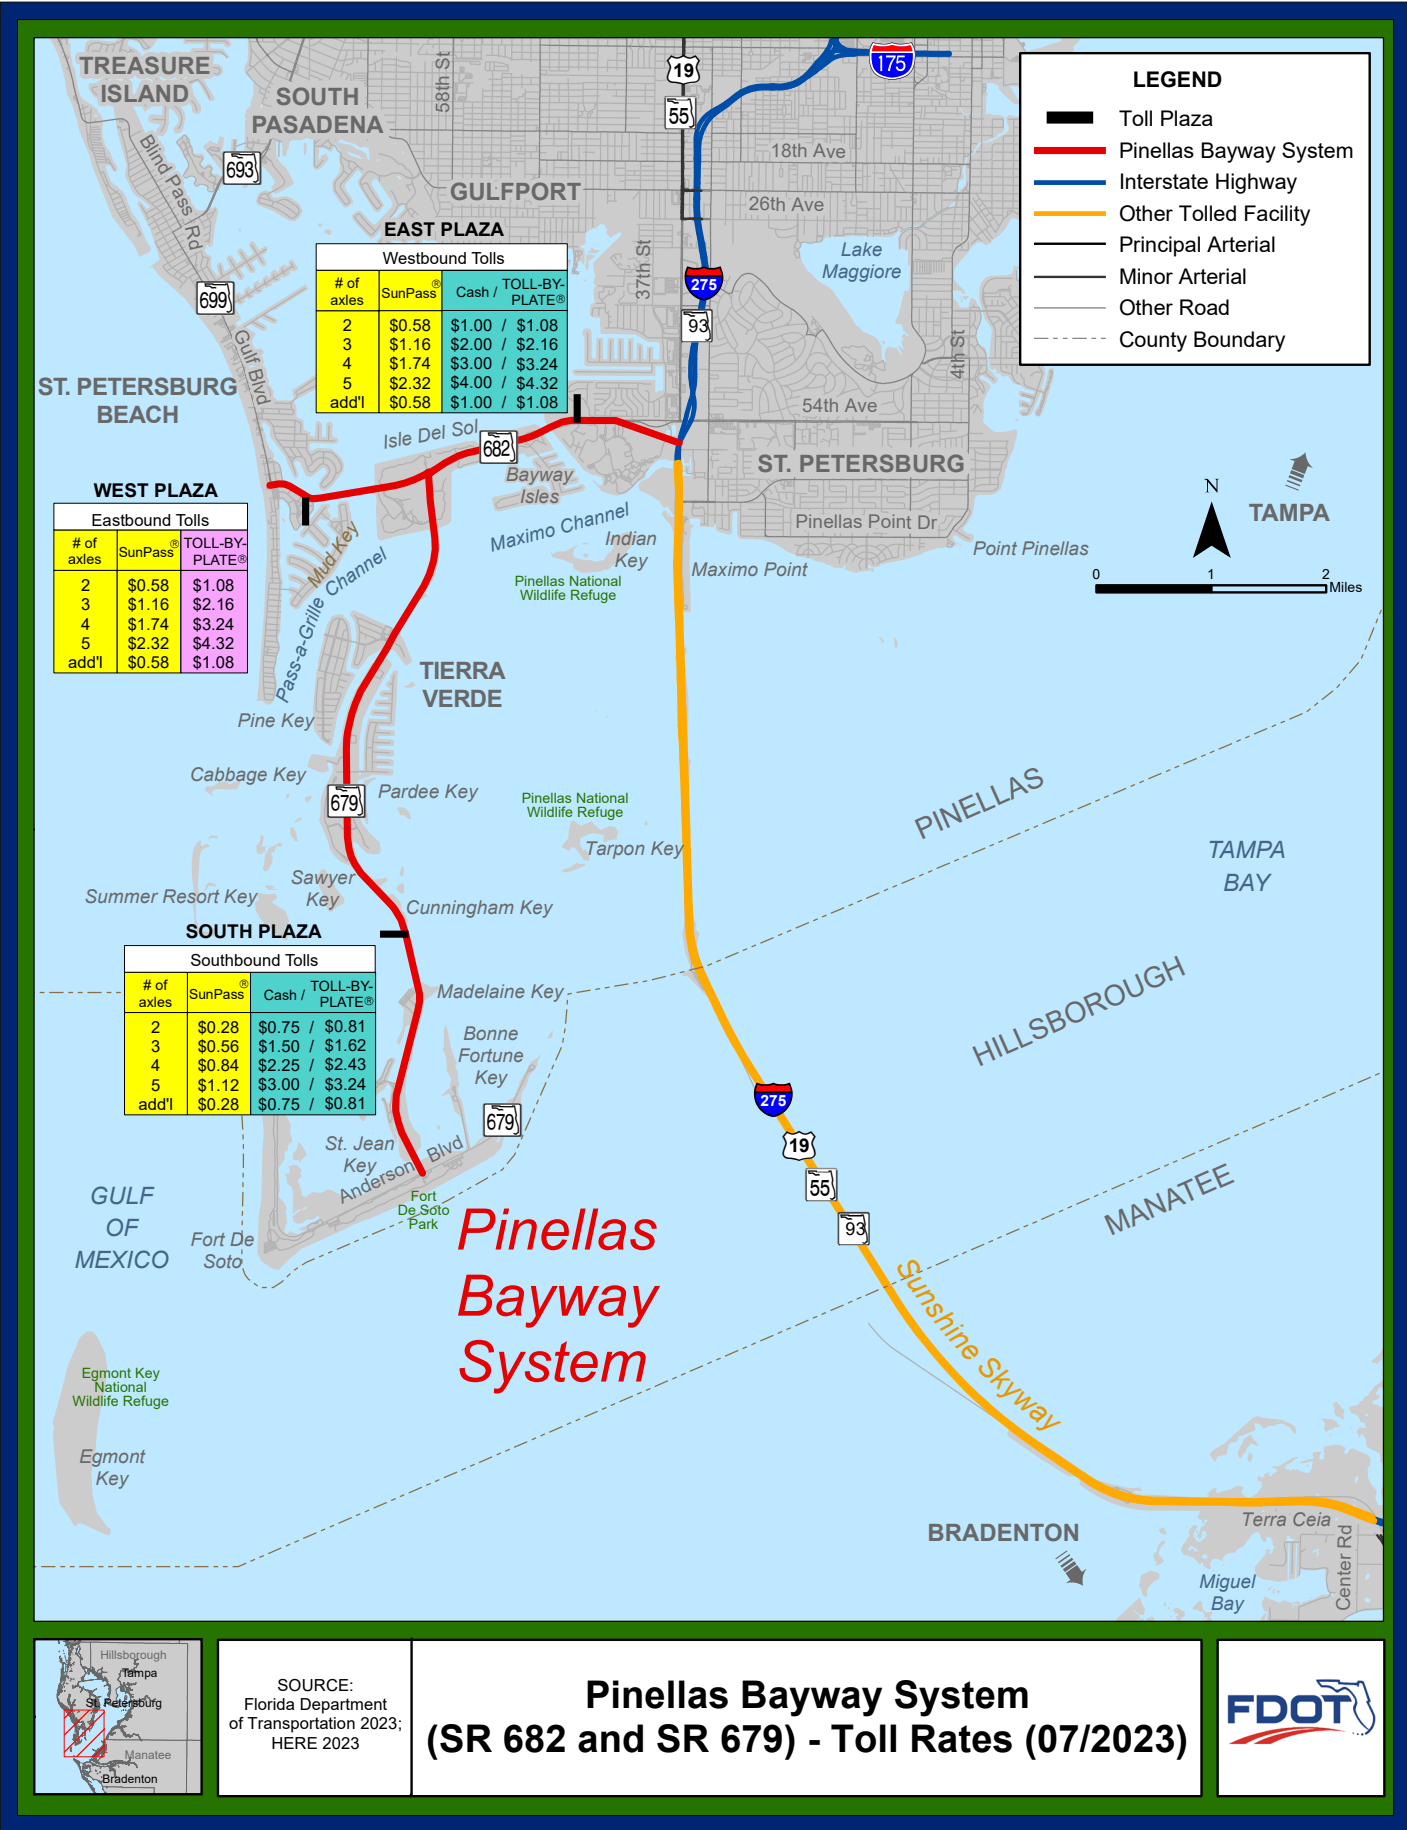 TREASURE
ISLAND
SOUTH
PASADENA
58th St
19
55
175
Blind Pass Rd
693
GULFPORT
18th Ave
26th Ave
37th St
Lake
Maggiore
275
93
4th St
699
Gulf Blvd
ST. PETERSBURG
BEACH
54th Ave
Isle Del Sol
682
Bayway
Isles
ST. PETERSBURG
LEGEND
Toll Plaza
Pinellas Bayway System
Interstate Highway
Other Tolled Facility
Principal Arterial
Minor Arterial
Other Road
County Boundary
EAST PLAZA
Westbound Tolls
# of axles SunPass® Cash / TOLL-BY-PLATE®
2 $0.58 $1.00 / $1.08
3 $1.16 $2.00 / $2.16
4 $1.74 $3.00 / $3.24
5 $2.32 $4.00 / $4.32
add'l $0.58 $1.00 / $1.08
WEST PLAZA
Eastbound Tolls
# of axles SunPass® TOLL-BY-PLATE®
2 $0.58 $1.08
3 $1.16 $2.16
4 $1.74 $3.24
5 $2.32 $4.32
add'l $0.58 $1.08
Mud Key
Pass-a-Grille Channel
Maximo Channel
Indian
Key
Pinellas National
Wildlife Refuge
Maximo Point
Pinellas Point Dr
Point Pinellas
TAMPA
N
0 1 2
Miles
TIERRA
VERDE
Pine Key
Cabbage Key
679
Pardee Key
Pinellas National
Wildlife Refuge
Tarpon Key
PINELLAS
TAMPA
BAY
Summer Resort Key
Sawyer
Key
Cunningham Key
SOUTH PLAZA
Southbound Tolls
# of axles SunPass® Cash / TOLL-BY-PLATE®
2 $0.28 $0.75 / $0.81
3 $0.56 $1.50 / $1.62
4 $0.84 $2.25 / $2.43
5 $1.12 $3.00 / $3.24
add'l $0.28 $0.75 / $0.81
Madelaine Key
Bonne
Fortune
Key
679
HILLSBOROUGH
275
19
55
93
MANATEE
St. Jean
Key
Anderson Blvd
Fort
De Soto
Park
Fort De
Soto
GULF
OF
MEXICO
Pinellas
Bayway
System
Sunshine Skyway
Egmont Key
National
Wildlife Refuge
Egmont
Key
BRADENTON
Terra Ceia
Center Rd
Miguel
Bay
Hillsborough
Tampa
St. Petersburg
Manatee
Bradenton
SOURCE:
Florida Department
of Transportation 2023;
HERE 2023
Pinellas Bayway System
(SR 682 and SR 679) - Toll Rates (07/2023)
FDOT